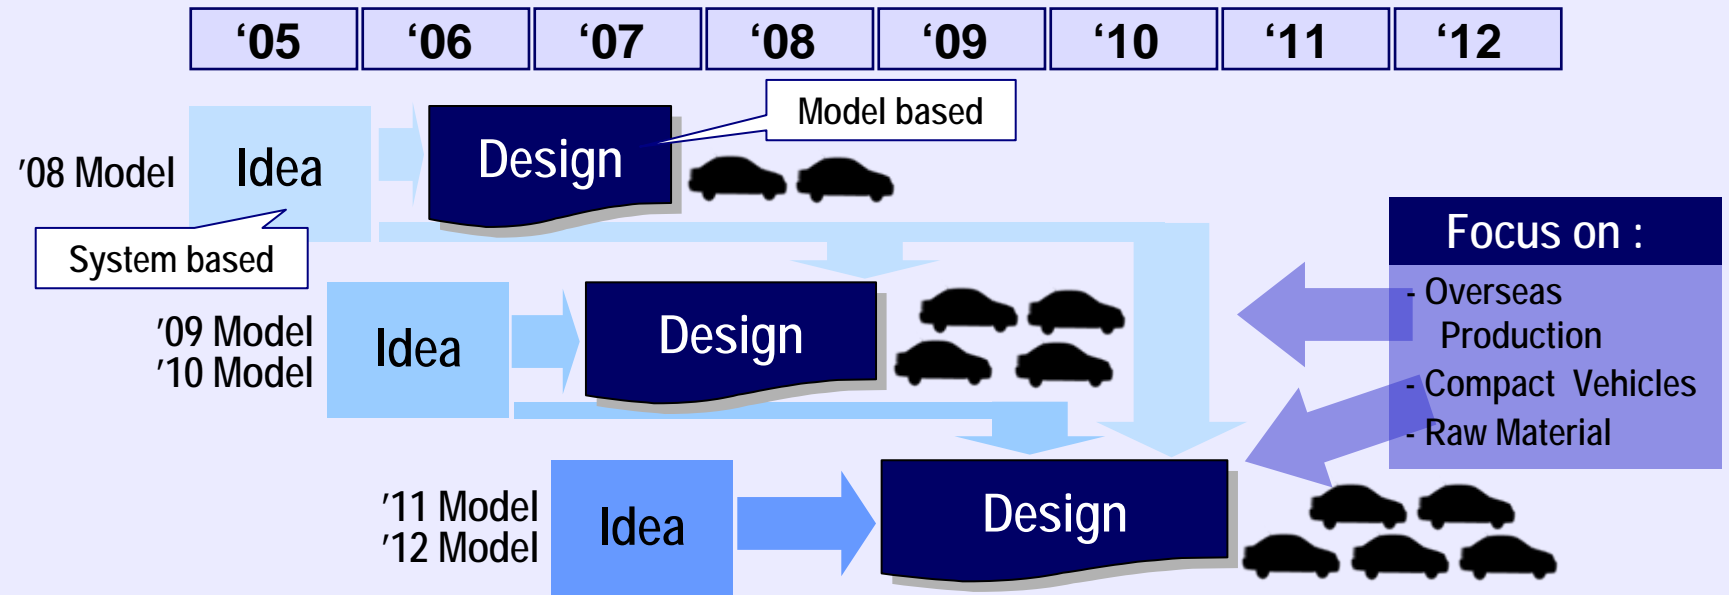 ‘05 ‘06 ‘07 ‘08 ‘09 ‘10 ‘11 ‘12
Model based
’08 Model
Idea
Design
System based
Focus on :
- Overseas
Production
- Compact Vehicles
- Raw Material
’09 Model
’10 Model
Idea
Design
’11 Model
’12 Model
Idea
Design